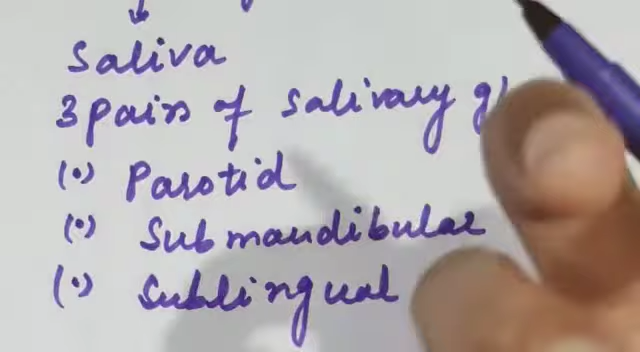 Saliva
3 pairs of salivary
(•) Parotid
(•) Submandibular
(•) Sublingual